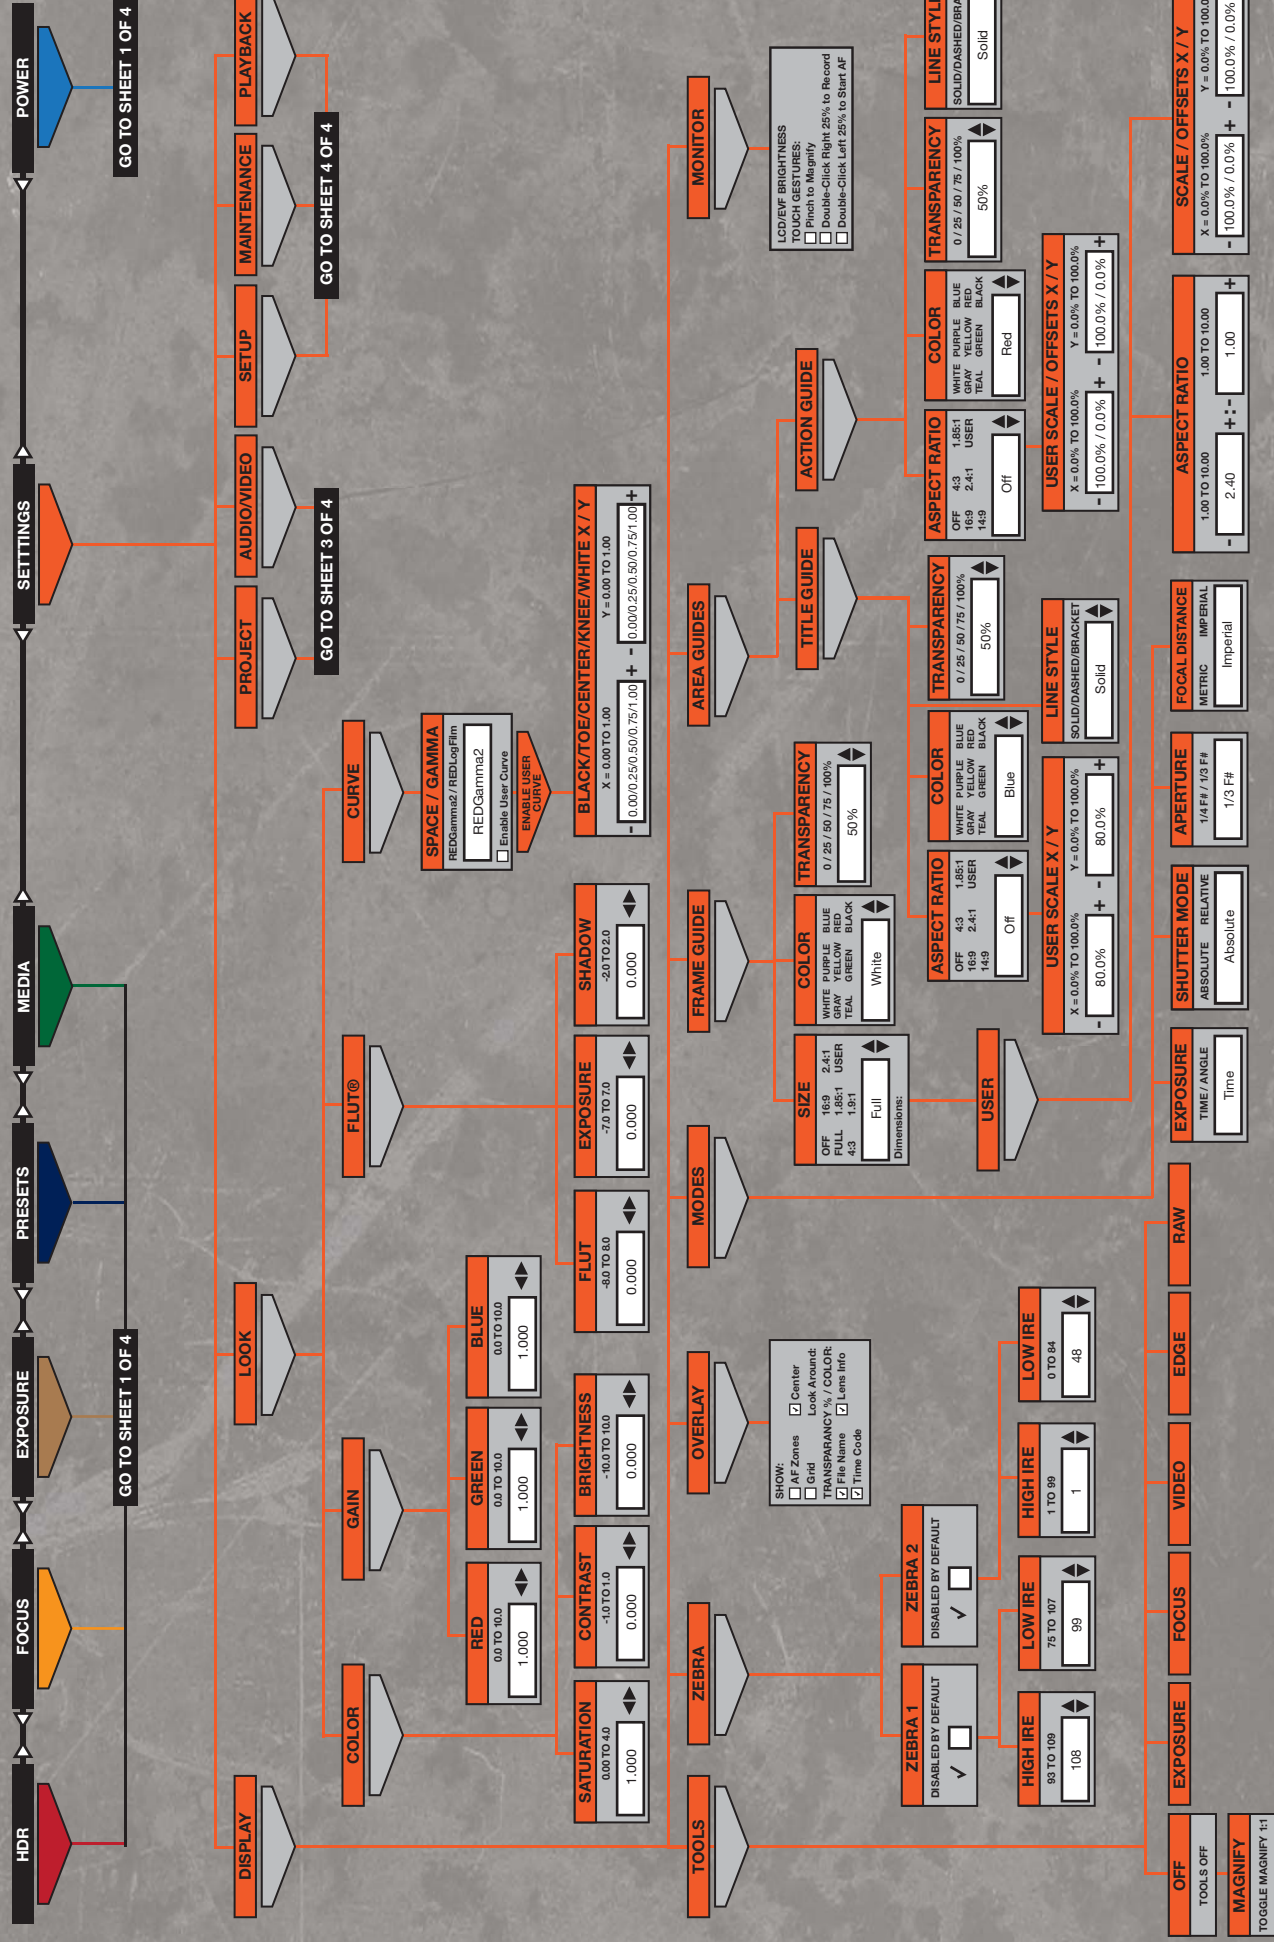 HDR
FOCUS
EXPOSURE
PRESETS
MEDIA
SETTTINGS
POWER
GO TO SHEET 1 OF 4
GO TO SHEET 1 OF 4
DISPLAY
LOOK
PROJECT
AUDIO/VIDEO
SETUP
MAINTENANCE
PLAYBACK
GO TO SHEET 3 OF 4
GO TO SHEET 4 OF 4
COLOR
GAIN
FLUT®
CURVE
SPACE / GAMMA
REDGamma2 / REDLogFilm
REDGamma2
Enable User Curve
ENABLE USER
CURVE
RED
0.0 TO 10.0
1.000
GREEN
0.0 TO 10.0
1.000
BLUE
0.0 TO 10.0
1.000
SATURATION
0.00 TO 4.0
1.000
CONTRAST
-1.0 TO 1.0
0.000
BRIGHTNESS
-10.0 TO 10.0
0.000
FLUT
-8.0 TO 8.0
0.000
EXPOSURE
-7.0 TO 7.0
0.000
SHADOW
-2.0 TO 2.0
0.000
BLACK/TOE/CENTER/KNEE/WHITE X / Y
X = 0.00 TO 1.00 Y = 0.00 TO 1.00
- 0.00/0.25/0.50/0.75/1.00 + - 0.00/0.25/0.50/0.75/1.00 +
TOOLS
ZEBRA
OVERLAY
MODES
FRAME GUIDE
AREA GUIDES
MONITOR
SHOW:
AF Zones Center
Grid Look Around:
TRANSPARANCY % / COLOR:
File Name Lens Info
Time Code
LCD/EVF BRIGHTNESS
TOUCH GESTURES:
Pinch to Magnify
Double-Click Right 25% to Record
Double-Click Left 25% to Start AF
SIZE
OFF 16:9 2.4:1
FULL 1.85:1 USER
4:3 1.9:1
Full
Dimensions:
COLOR
WHITE PURPLE BLUE
GRAY YELLOW RED
TEAL GREEN BLACK
White
TRANSPARENCY
0 / 25 / 50 / 75 / 100%
50%
TITLE GUIDE
ACTION GUIDE
ZEBRA 1
DISABLED BY DEFAULT
ZEBRA 2
DISABLED BY DEFAULT
ASPECT RATIO
OFF 4:3 1.85:1
16:9 2.4:1 USER
14:9
Off
COLOR
WHITE PURPLE BLUE
GRAY YELLOW RED
TEAL GREEN BLACK
Blue
TRANSPARENCY
0 / 25 / 50 / 75 / 100%
50%
ASPECT RATIO
OFF 4:3 1.85:1
16:9 2.4:1 USER
14:9
Off
COLOR
WHITE PURPLE BLUE
GRAY YELLOW RED
TEAL GREEN BLACK
Red
TRANSPARENCY
0 / 25 / 50 / 75 / 100%
50%
LINE STYLE
SOLID/DASHED/BRA
Solid
HIGH IRE
93 TO 109
108
LOW IRE
75 TO 107
99
HIGH IRE
1 TO 99
1
LOW IRE
0 TO 84
48
USER
USER SCALE X / Y
X = 0.0% TO 100.0% Y = 0.0% TO 100.0%
- 80.0% + - 80.0% +
LINE STYLE
SOLID/DASHED/BRACKET
Solid
USER SCALE / OFFSETS X / Y
X = 0.0% TO 100.0% Y = 0.0% TO 100.0%
- 100.0% / 0.0% + - 100.0% / 0.0% +
OFF
TOOLS OFF
EXPOSURE
FOCUS
VIDEO
EDGE
RAW
EXPOSURE
TIME / ANGLE
Time
SHUTTER MODE
ABSOLUTE RELATIVE
Absolute
APERTURE
1/4 F# / 1/3 F#
1/3 F#
FOCAL DISTANCE
METRIC IMPERIAL
Imperial
ASPECT RATIO
1.00 TO 10.00 1.00 TO 10.00
- 2.40 +:- 1.00 +
SCALE / OFFSETS X / Y
X = 0.0% TO 100.0% Y = 0.0% TO 100.0
- 100.0% / 0.0% + - 100.0% / 0.0%
MAGNIFY
TOGGLE MAGNIFY 1:1